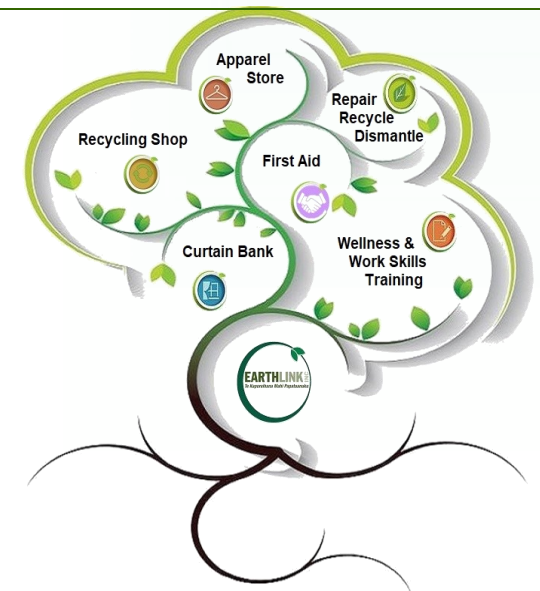 Apparel
Store
Repair
Recycle
Dismantle
Recycling Shop
First Aid
Wellness &
Work Skills
Training
Curtain Bank
EARTHLINK